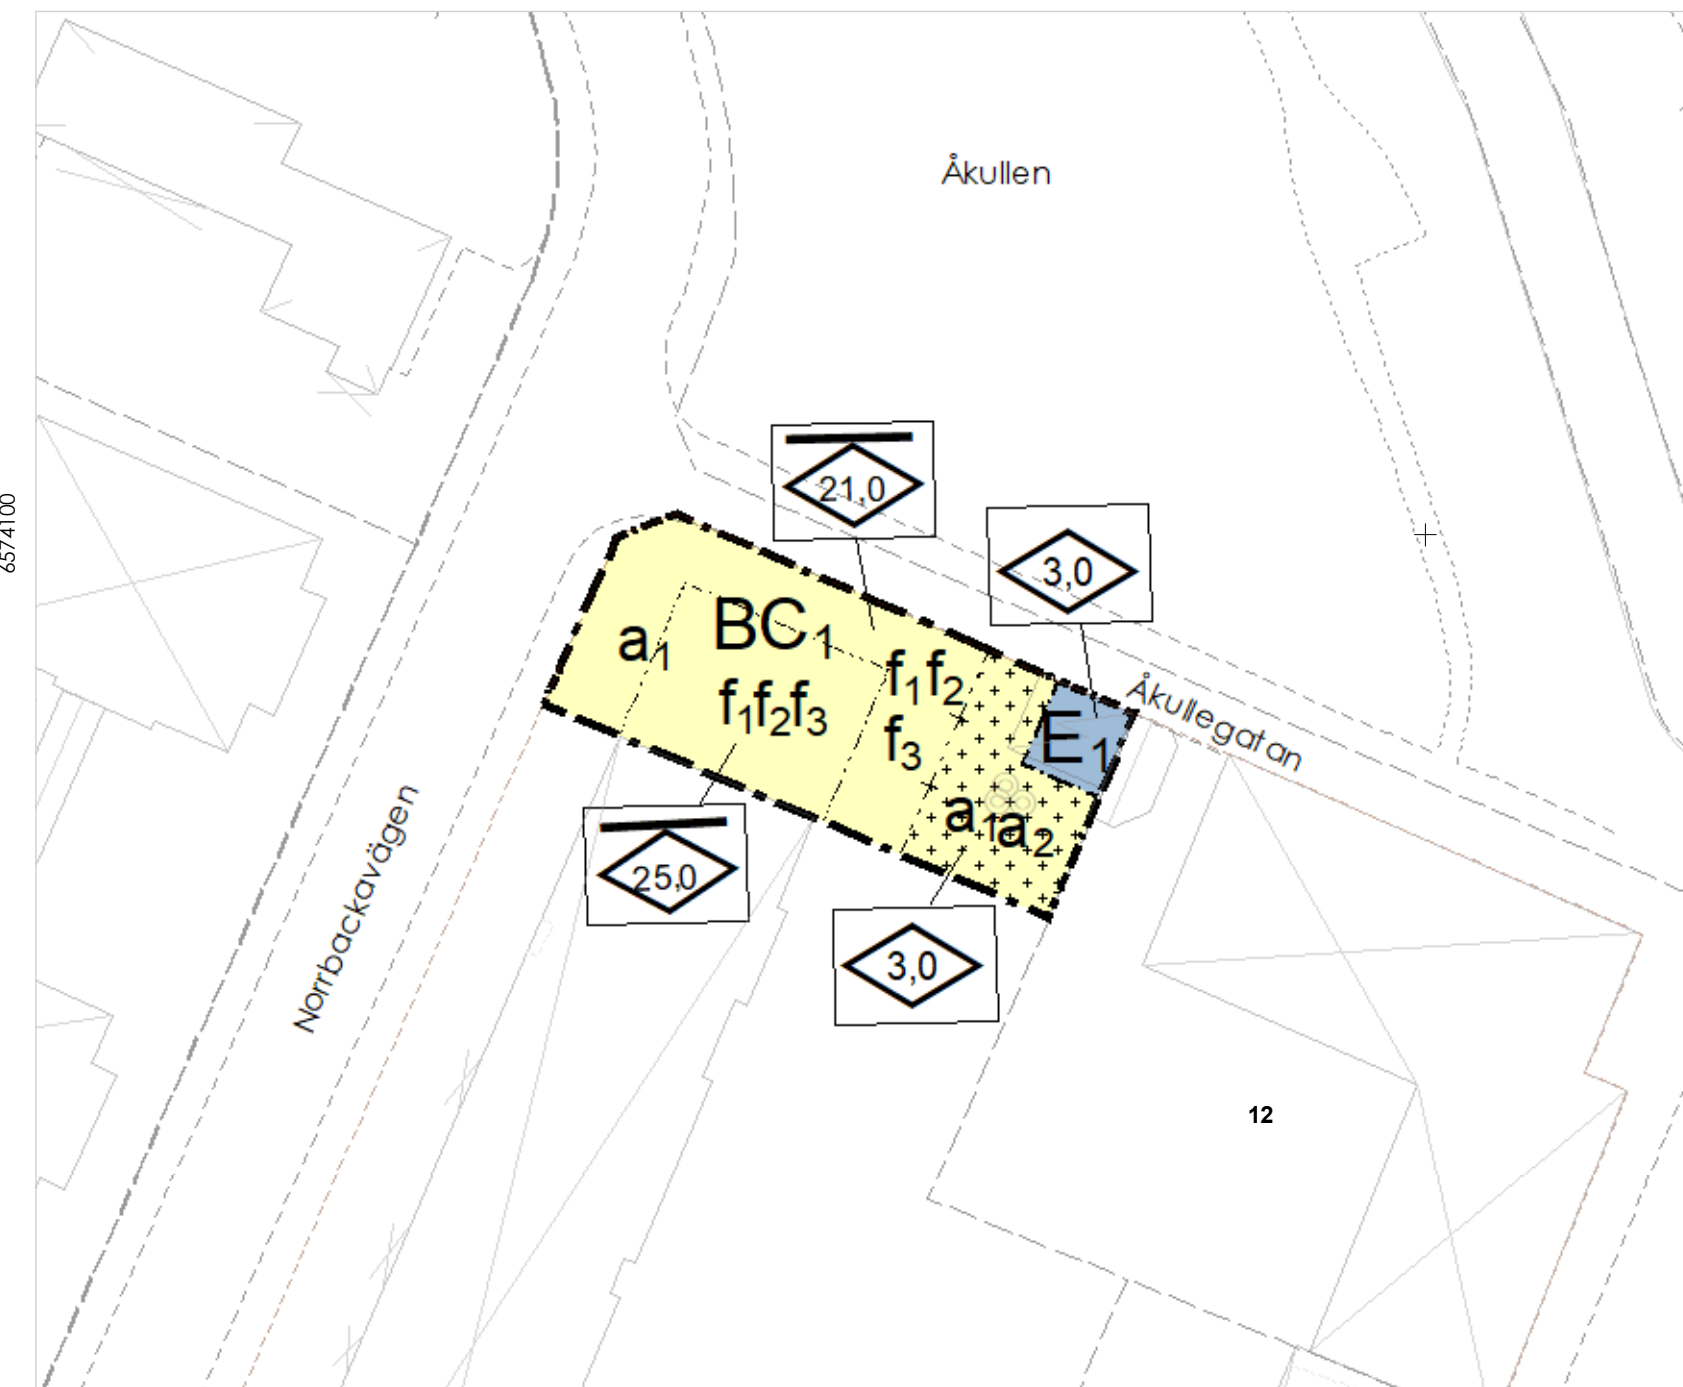 Åkullen
6574100
21,0
3,0
BC1
a1
f1f2
f1f2f3
f3
E1
Åkullegatan
a1a2
Norrbackavägen
25,0
3,0
12